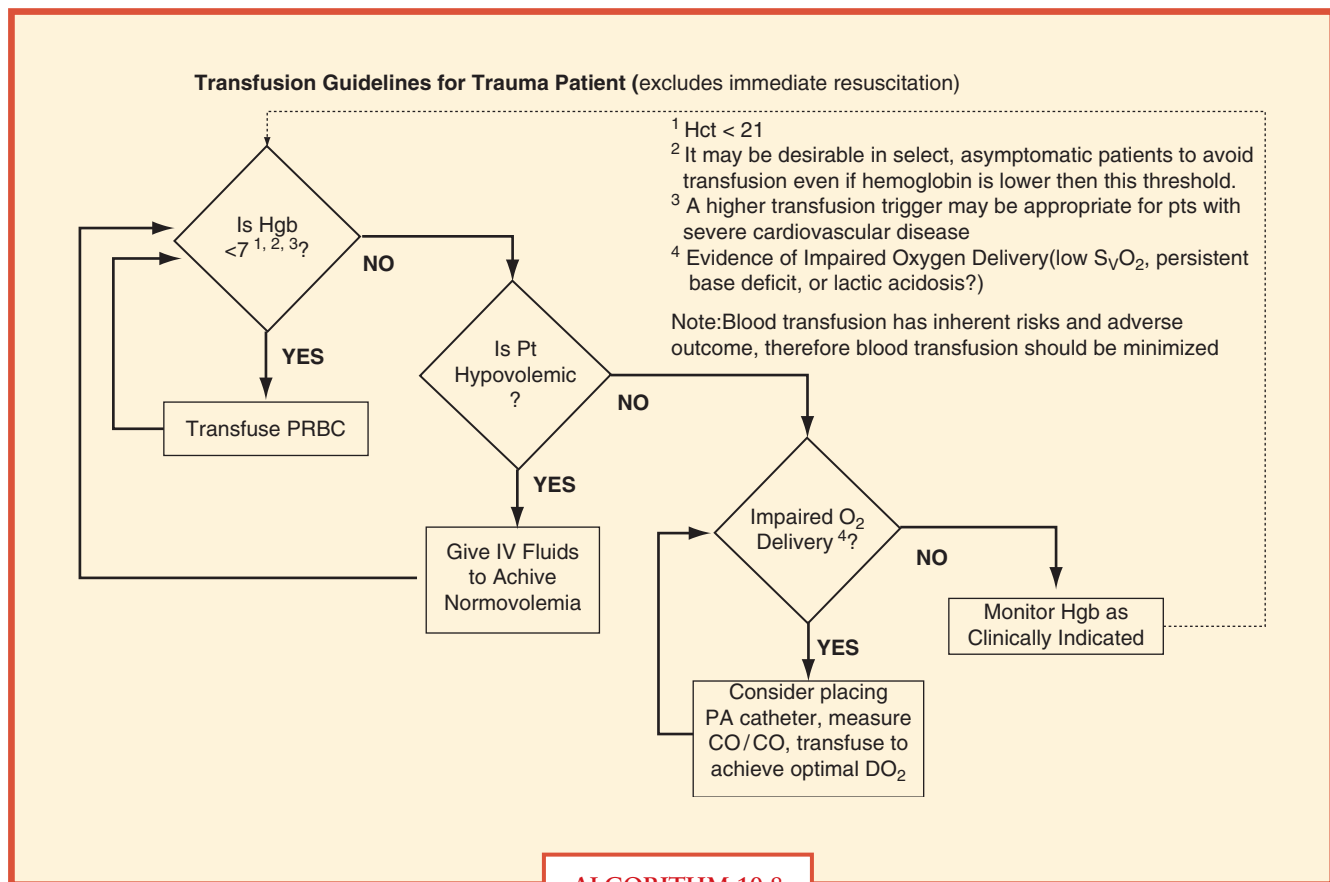 Transfusion Guidelines for Trauma Patient (excludes immediate resuscitation)
1 Hct < 21
2 It may be desirable in select, asymptomatic patients to avoid
transfusion even if hemoglobin is lower then this threshold.
3 A higher transfusion trigger may be appropriate for pts with
severe cardiovascular disease
4 Evidence of Impaired Oxygen Delivery(low SVO2, persistent
base deficit, or lactic acidosis?)
Note:Blood transfusion has inherent risks and adverse
outcome, therefore blood transfusion should be minimized
Is Hgb
<7 1, 2, 3?
NO
YES
Transfuse PRBC
Is Pt
Hypovolemic
?
NO
YES
Give IV Fluids
to Achive
Normovolemia
Impaired O2
Delivery 4?
NO
YES
Monitor Hgb as
Clinically Indicated
Consider placing
PA catheter, measure
CO/CO, transfuse to
achieve optimal DO2
ALGORITHM 10.8